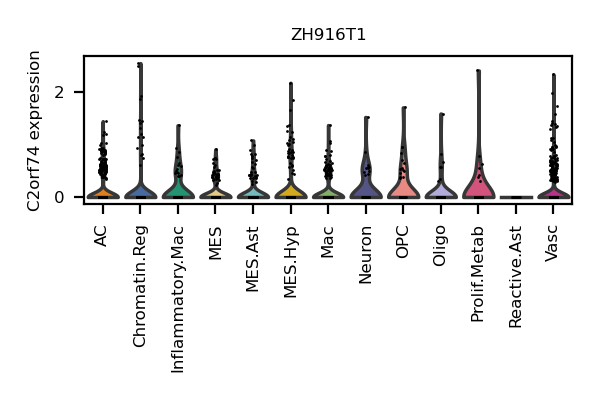 ZH916T1
C2orf74 expression
2
0
AC
Chromatin.Reg
Inflammatory.Mac
MES
MES.Ast
MES.Hyp
Mac
Neuron
OPC
Oligo
Prolif.Metab
Reactive.Ast
Vasc